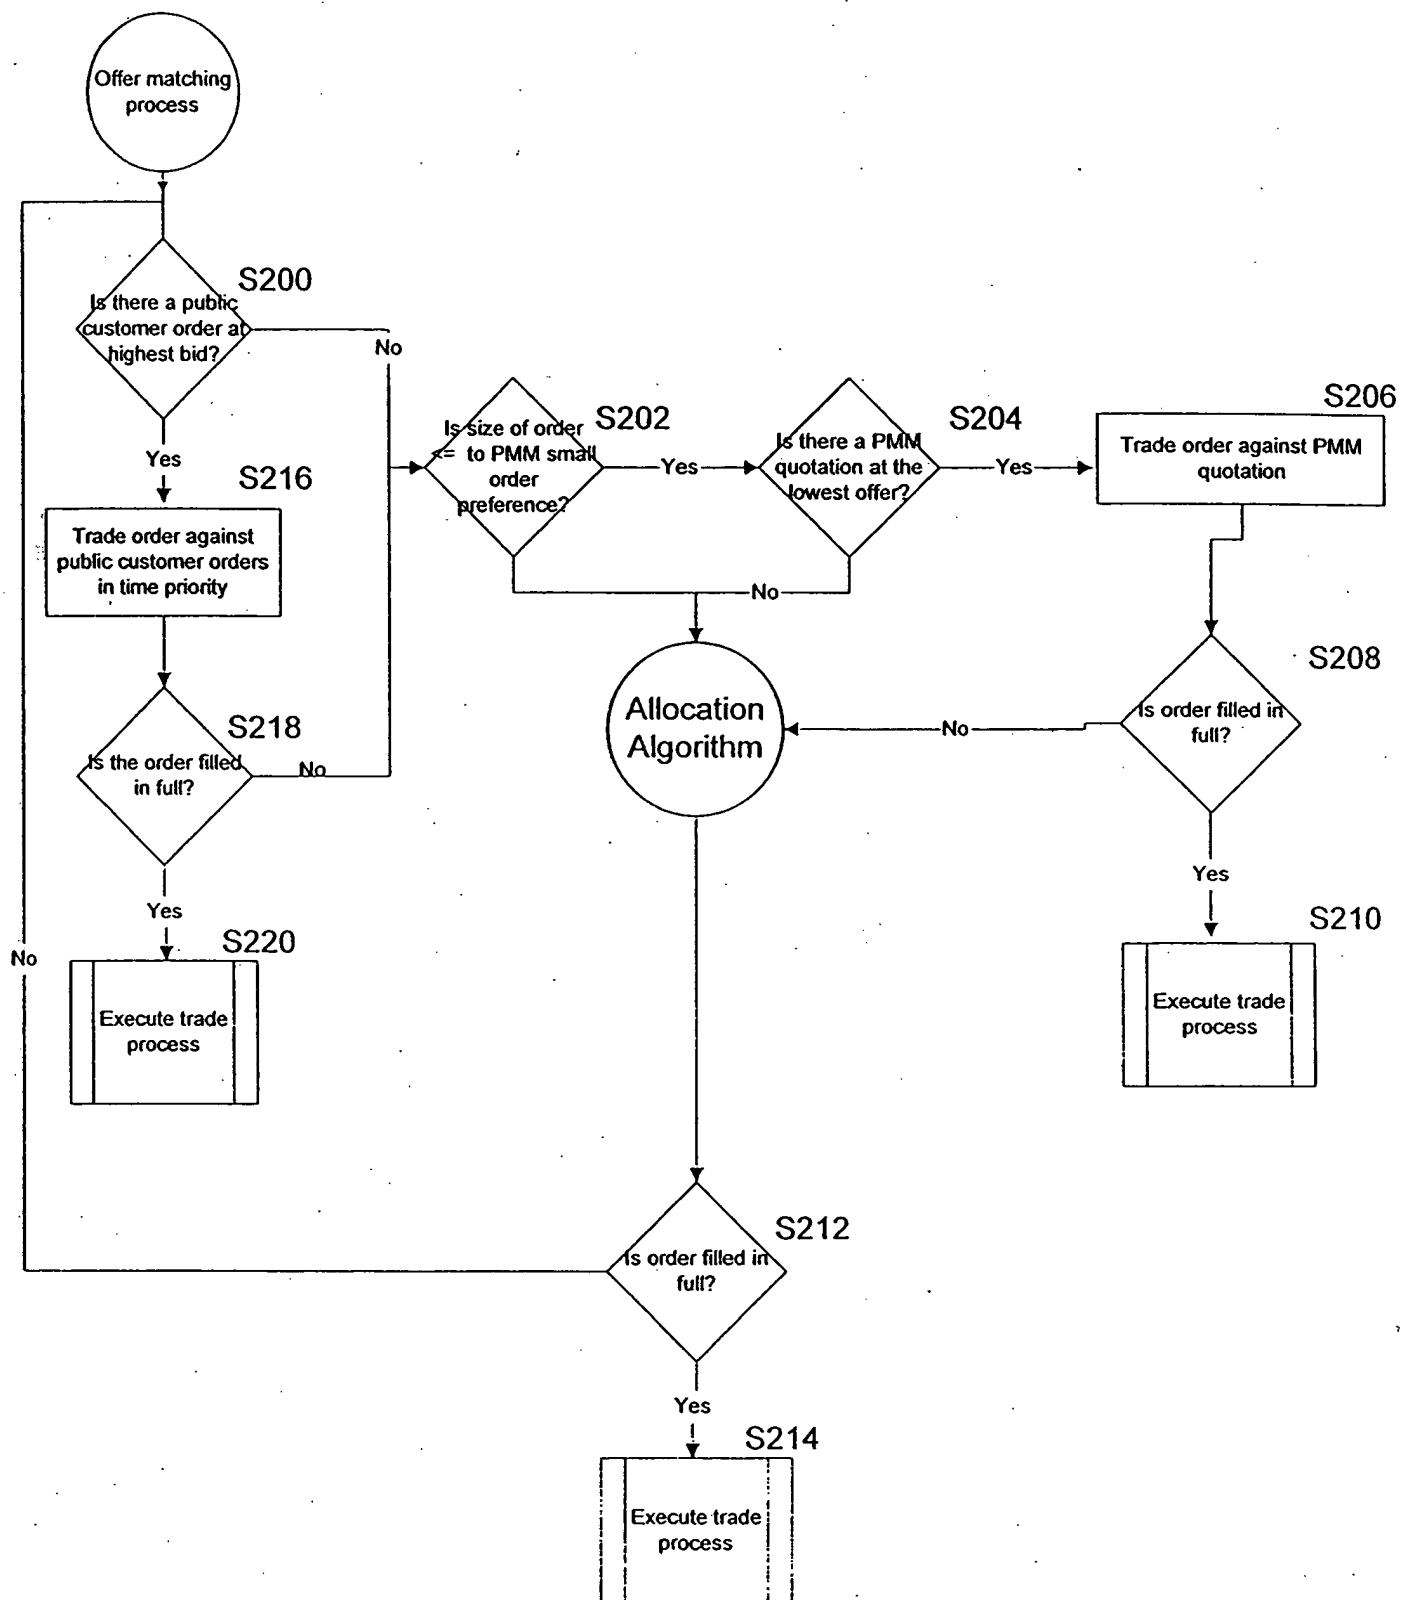 Offer matching
process
S200
Is there a public
customer order at
highest bid?
No
Yes
S216
Trade order against
public customer orders
in time priority
S218
Is the order filled
in full?
No
Yes
S220
Execute trade
process
No
S202
Is size of order
<= to PMM small
order
preference?
Yes
S204
Is there a PMM
quotation at the
lowest offer?
Yes
S206
Trade order against PMM
quotation
No
Allocation
Algorithm
No
S208
Is order filled in
full?
Yes
S210
Execute trade
process
S212
Is order filled in
full?
Yes
S214
Execute trade
process